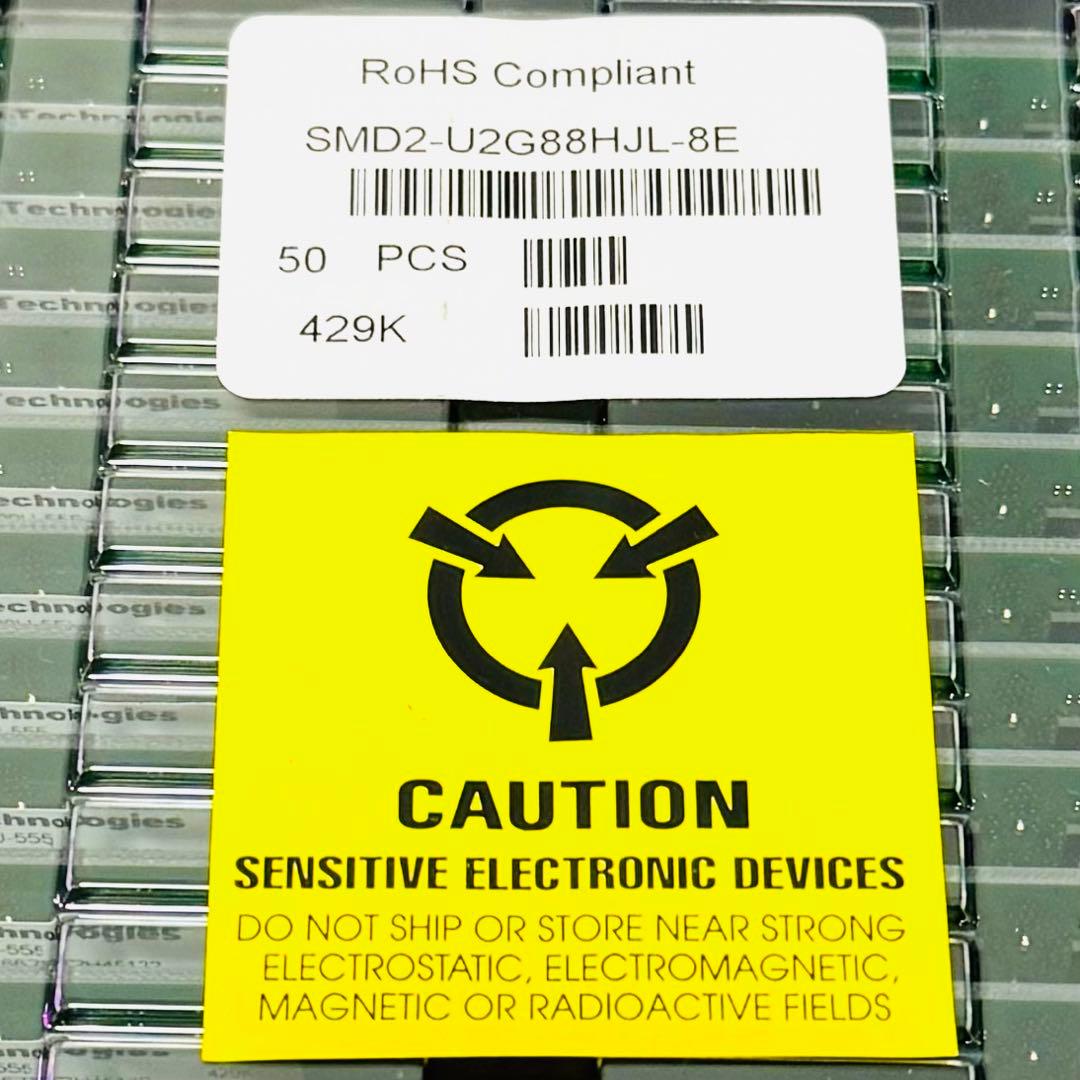 RoHS Compliant
SMD2-U2G88HJL-8E
50 PCS
429K
CAUTION
SENSITIVE ELECTRONIC DEVICES
DO NOT SHIP OR STORE NEAR STRONG
ELECTROSTATIC, ELECTROMAGNETIC,
MAGNETIC OR RADIOACTIVE FIELDS